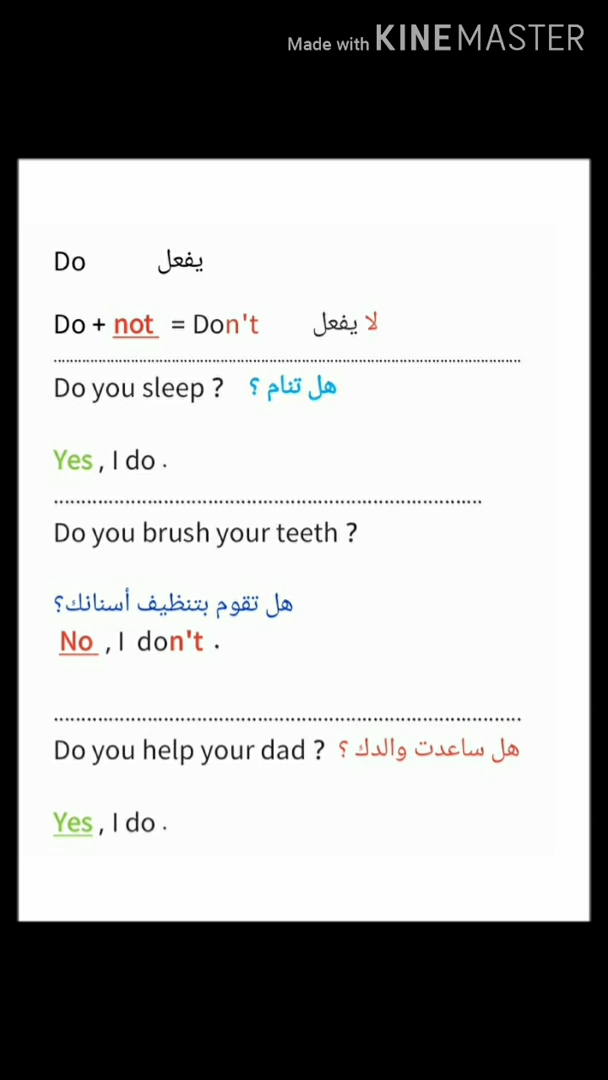 Made with KINEMASTER
Do يفعل
Do + not = Don't لا يفعل
Do you sleep ? هل تنام ؟
Yes , I do .
Do you brush your teeth ?
هل تقوم بتنظيف أسنانك؟
No , I don't .
Do you help your dad ? هل ساعدت والدك ؟
Yes , I do .